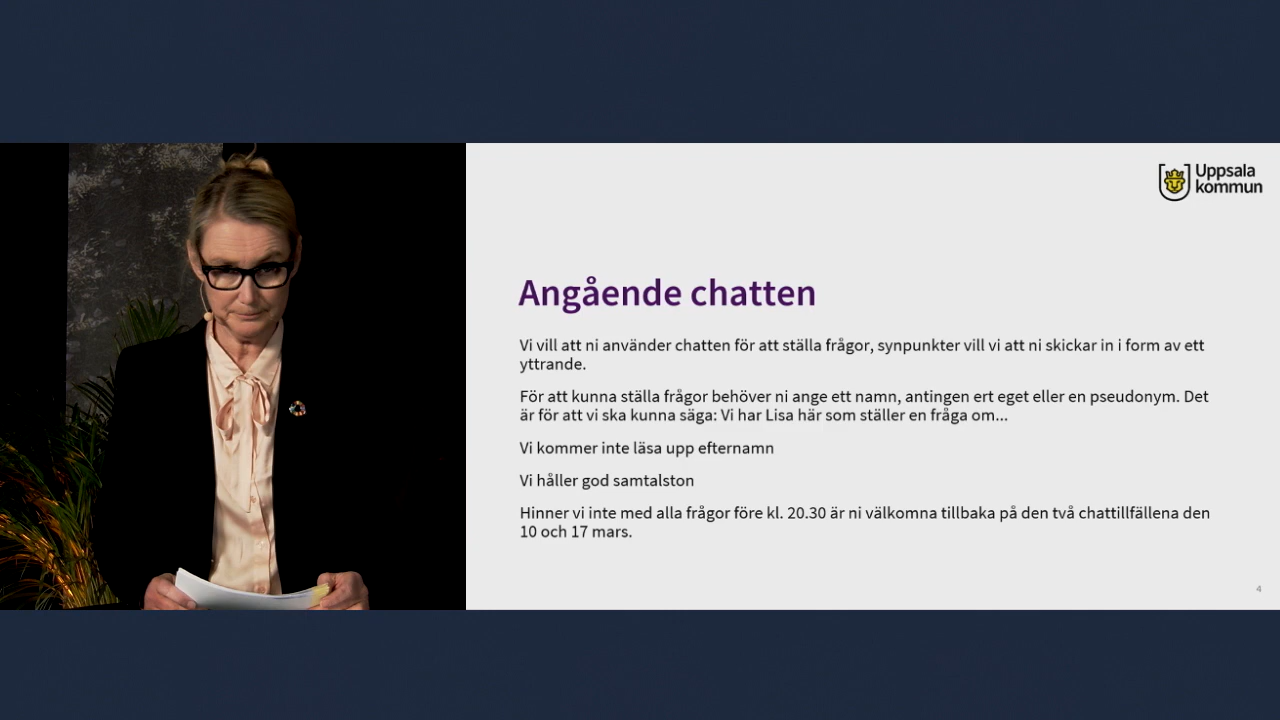 Uppsala
kommun
Angående chatten
Vi vill att ni använder chatten för att ställa frågor, synpunkter vill vi att ni skickar in i form av ett
yttrande.
För att kunna ställa frågor behöver ni ange ett namn, antingen ert eget eller en pseudonym. Det
är för att vi ska kunna säga: Vi har Lisa här som ställer en fråga om...
Vi kommer inte läsa upp efternamn
Vi håller god samtalston
Hinner vi inte med alla frågor före kl. 20.30 är ni välkomna tillbaka på den två chattillfällena den
10 och 17 mars.
4